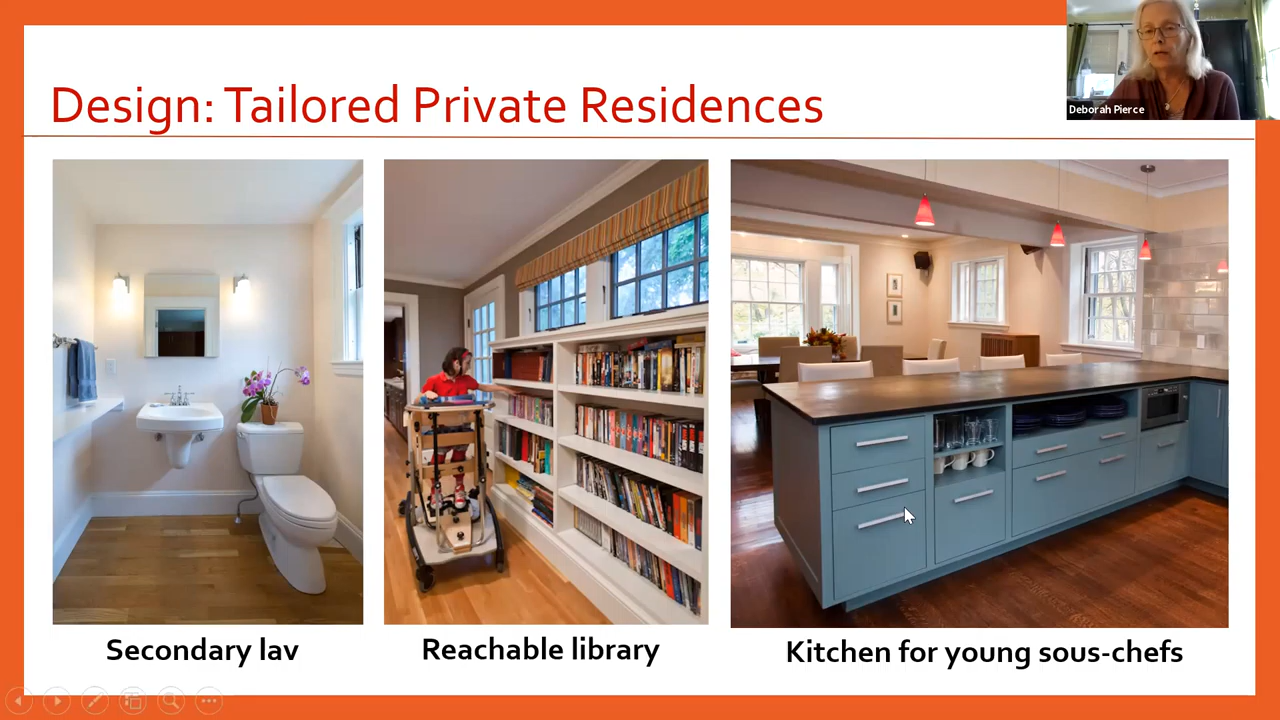 Design: Tailored Private Residences
Deborah Pierce
Secondary lav
Reachable library
Kitchen for young sous-chefs